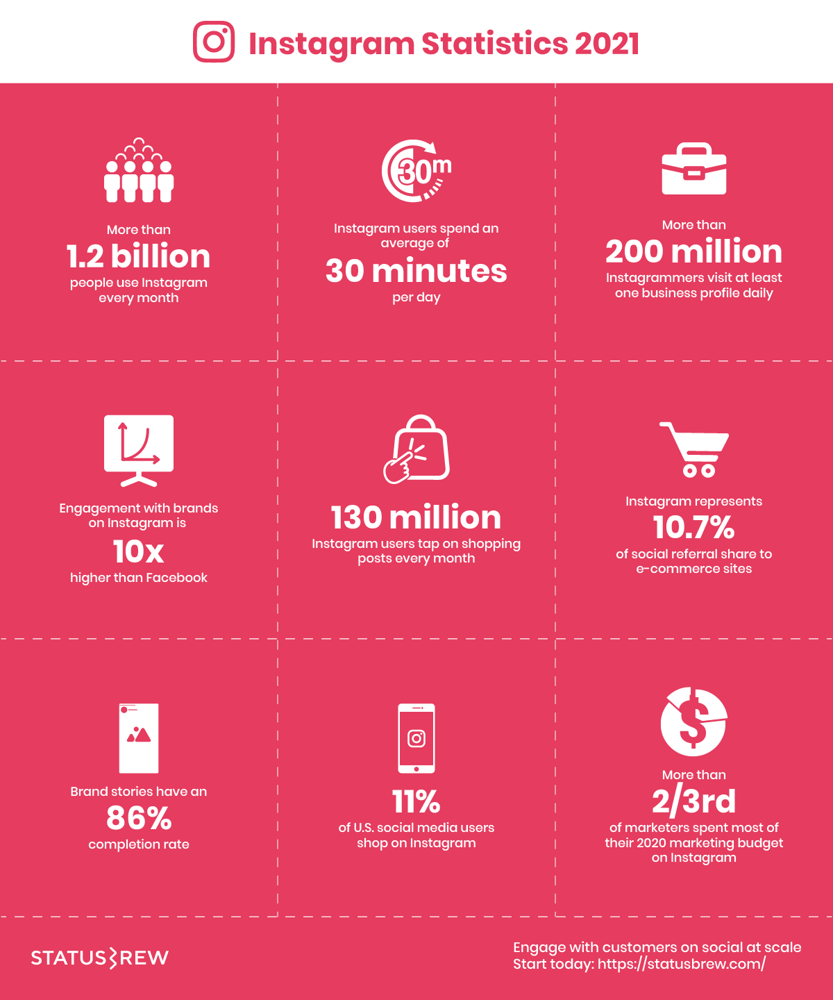 Instagram Statistics 2021
More than
1.2 billion
people use Instagram
every month
30m
Instagram users spend an
average of
30 minutes
per day
More than
200 million
Instagrammers visit at least
one business profile daily
Engagement with brands
on Instagram is
10x
higher than Facebook
130 million
Instagram users tap on shopping
posts every month
Instagram represents
10.7%
of social referral share to
e-commerce sites
Brand stories have an
86%
completion rate
11%
of U.S. social media users
shop on Instagram
$
More than
2/3rd
of marketers spent most of
their 2020 marketing budget
on Instagram
STATUSBREW
Engage with customers on social at scale
Start today: https://statusbrew.com/